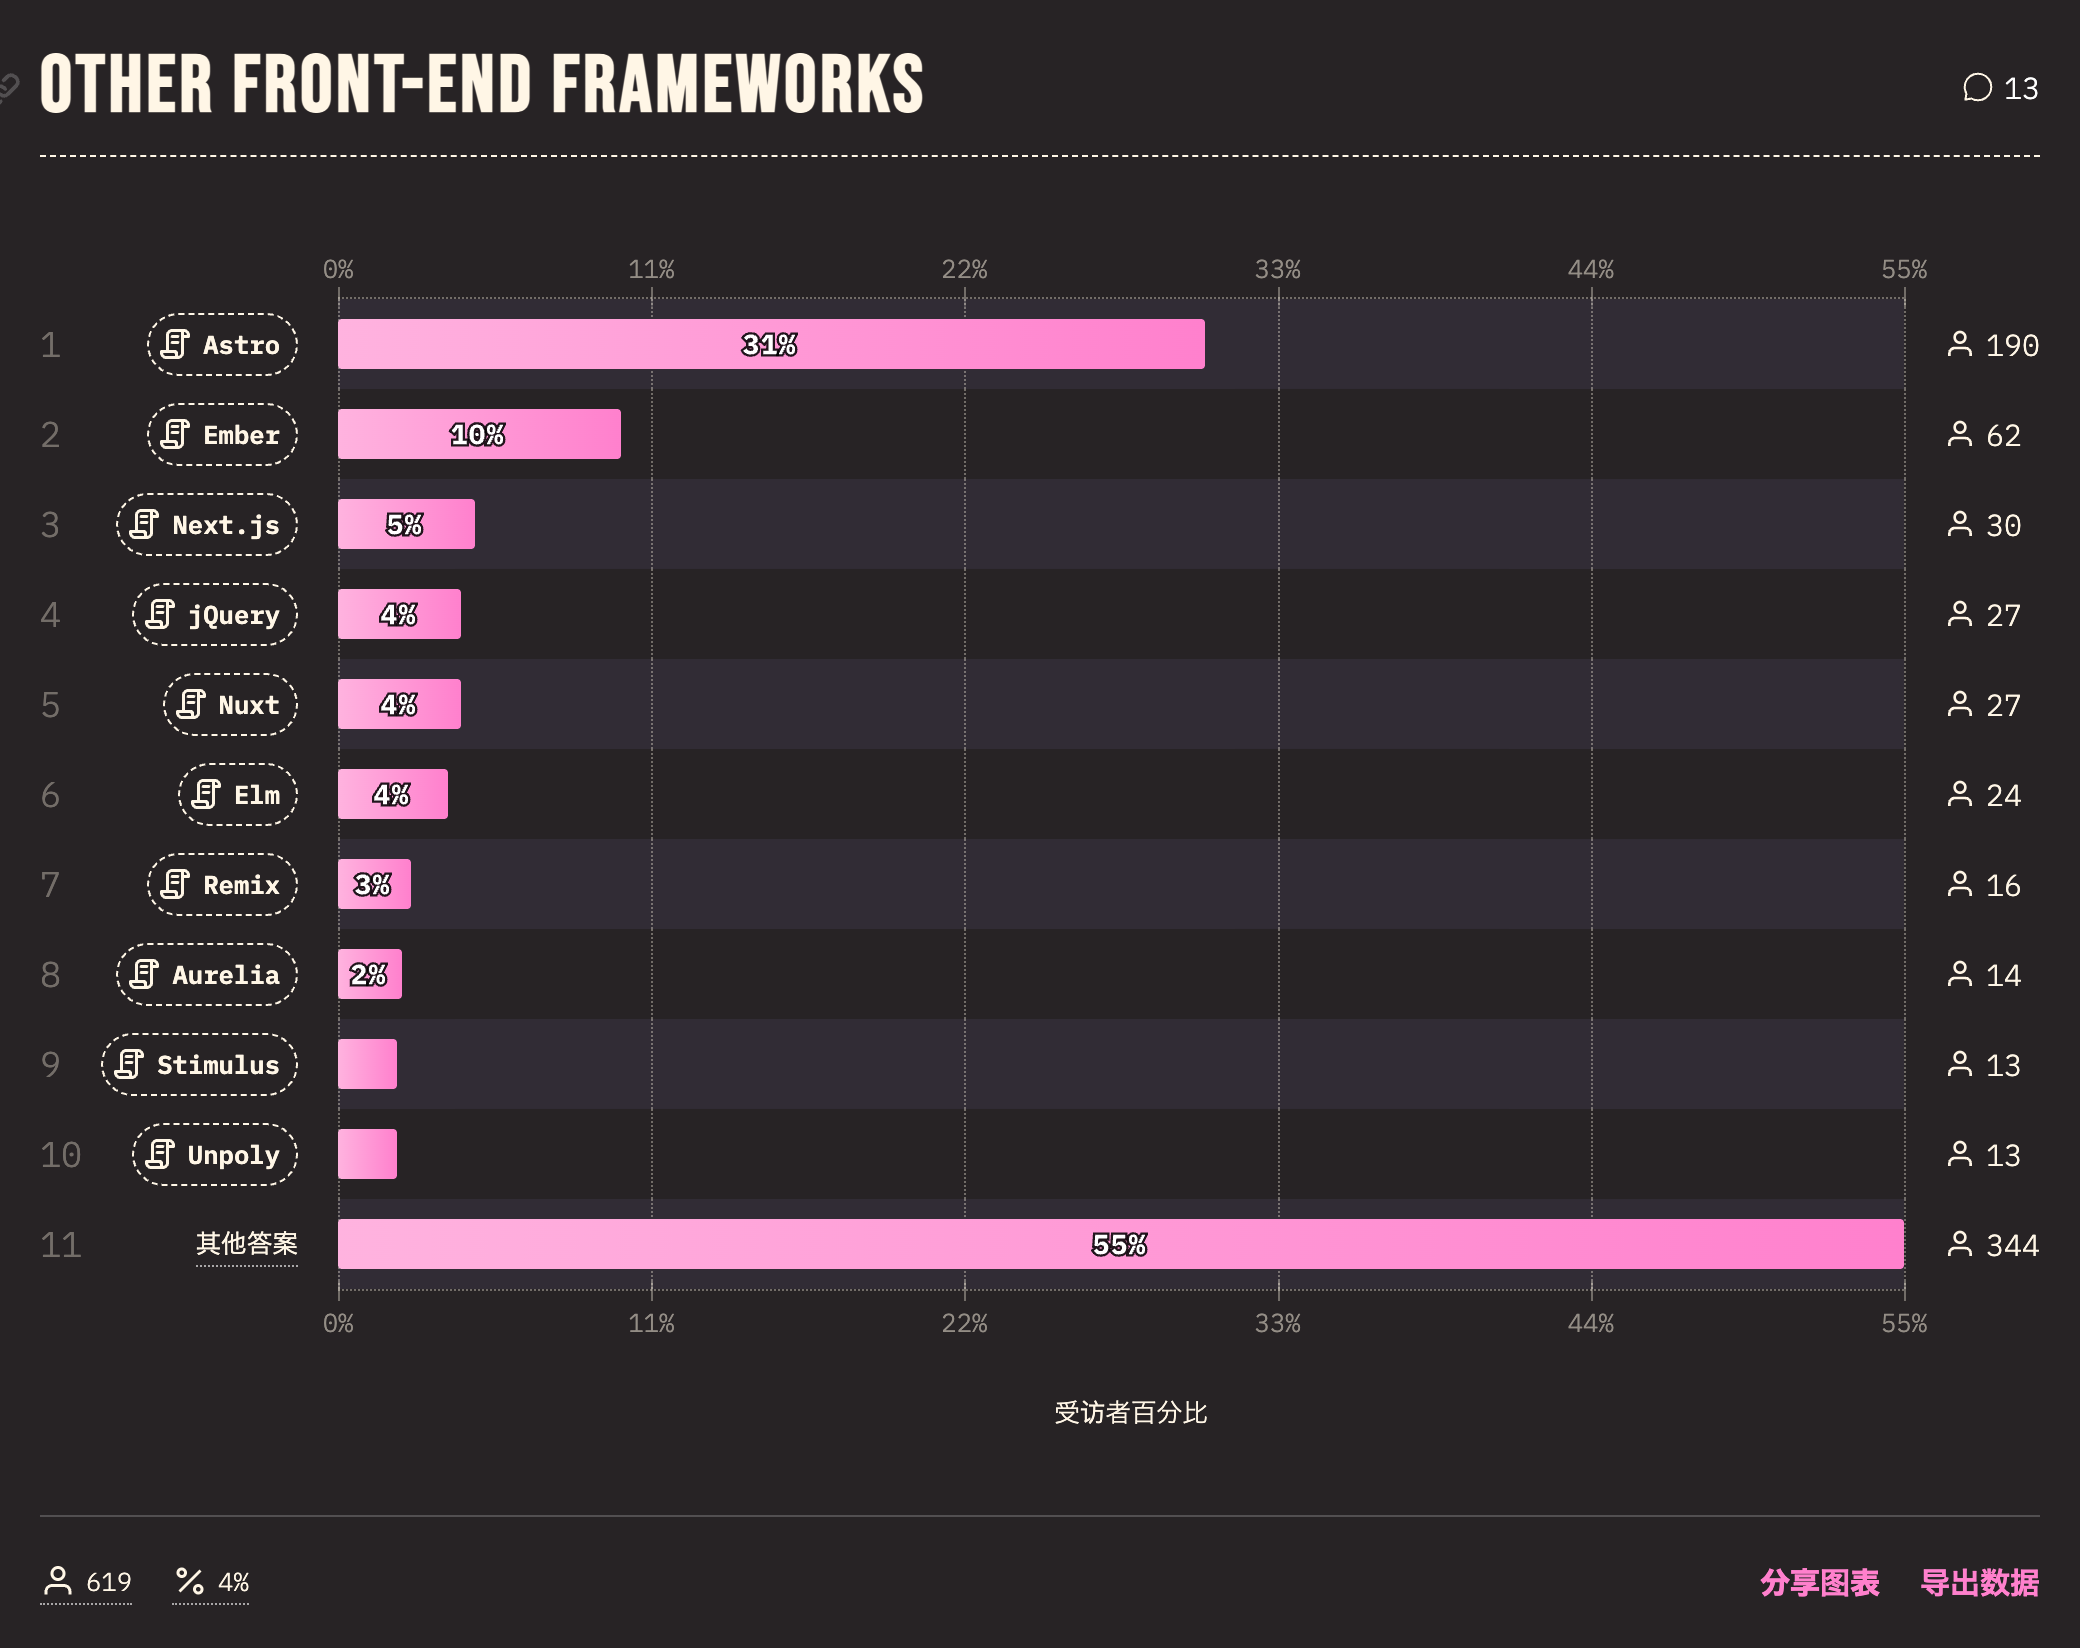 OTHER FRONT-END FRAMEWORKS
13
0% 11% 22% 33% 44% 55%
1 Astro 31% 190
2 Ember 10% 62
3 Next.js 5% 30
4 jQuery 4% 27
5 Nuxt 4% 27
6 Elm 4% 24
7 Remix 3% 16
8 Aurelia 2% 14
9 Stimulus 13
10 Unpoly 13
11 其他答案 55% 344
0% 11% 22% 33% 44% 55%
受访者百分比
619 4% 分享图表 导出数据